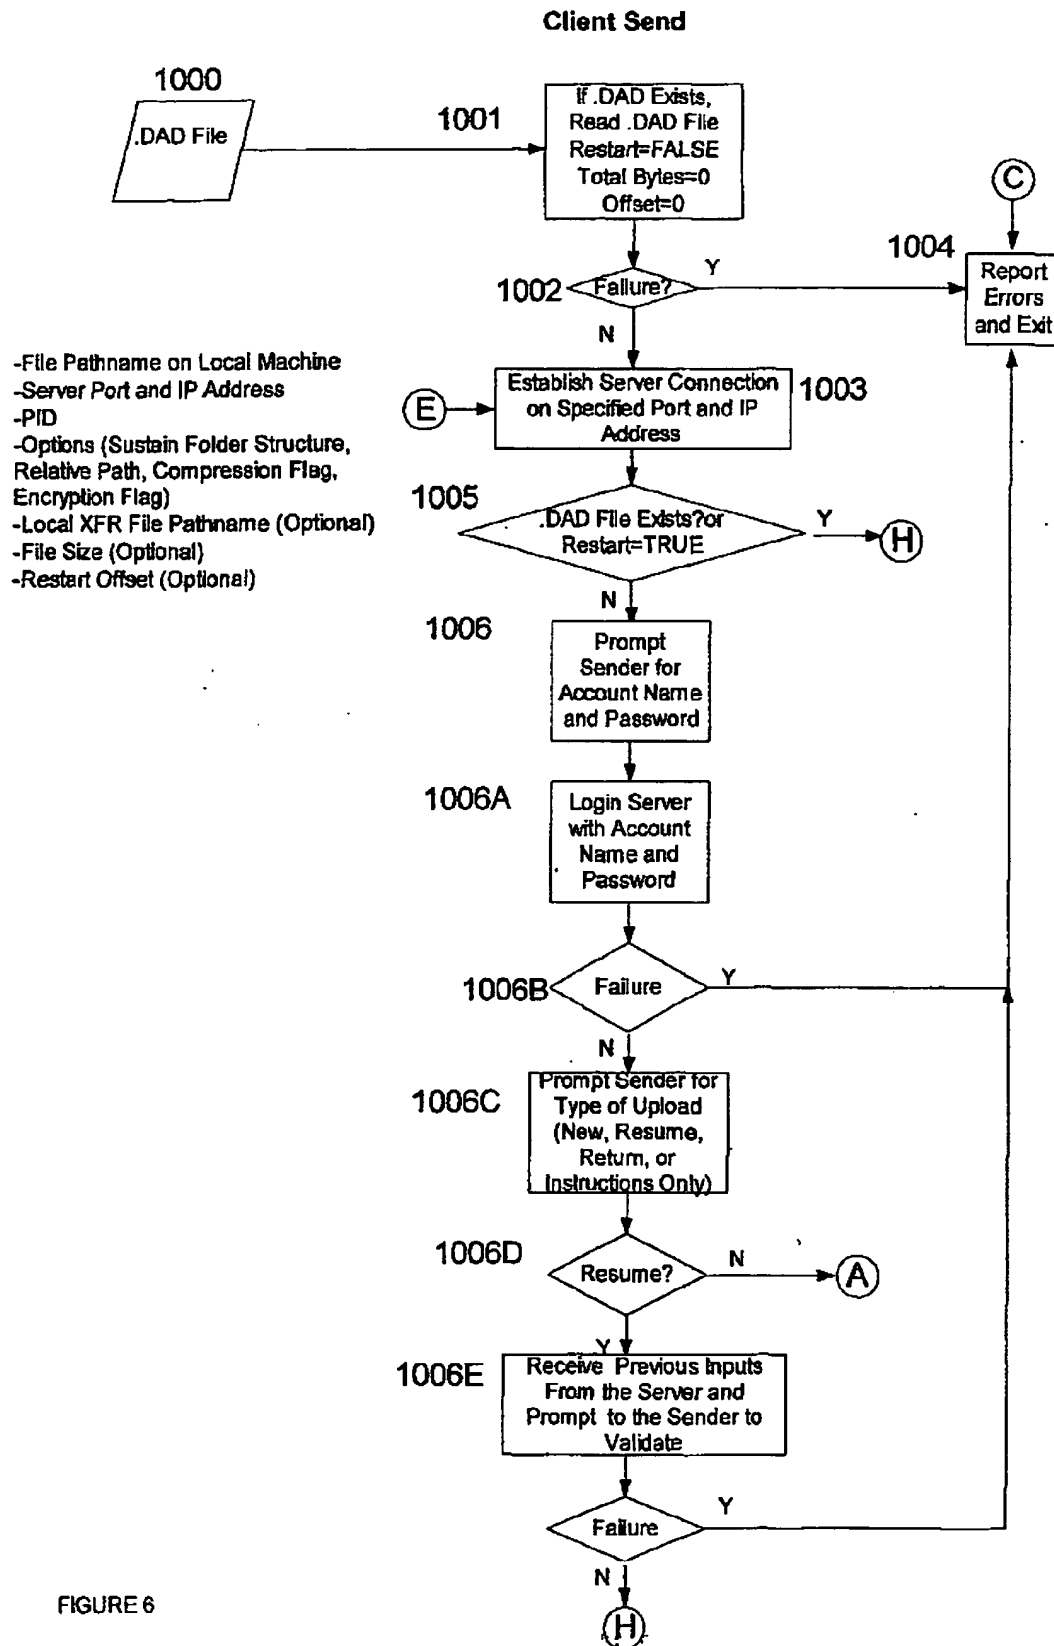 Client Send
1000
.DAD File
1001
If .DAD Exists,
Read .DAD File
Restart=FALSE
Total Bytes=0
Offset=0
C
1004
Report
Errors
and Exit
1002
Failure?
Y
N
-File Pathname on Local Machine
-Server Port and IP Address
-PID
-Options (Sustain Folder Structure,
Relative Path, Compression Flag,
Encryption Flag)
-Local XFR File Pathname (Optional)
-File Size (Optional)
-Restart Offset (Optional)
E
Establish Server Connection
on Specified Port and IP
Address
1003
1005
.DAD File Exists?or
Restart=TRUE
Y
H
N
1006
Prompt
Sender for
Account Name
and Password
1006A
Login Server
with Account
Name and
Password
1006B
Failure
Y
N
1006C
Prompt Sender for
Type of Upload
(New, Resume,
Return, or
Instructions Only)
1006D
Resume?
N
A
Y
1006E
Receive Previous Inputs
From the Server and
Prompt to the Sender to
Validate
Failure
Y
N
H
FIGURE 6